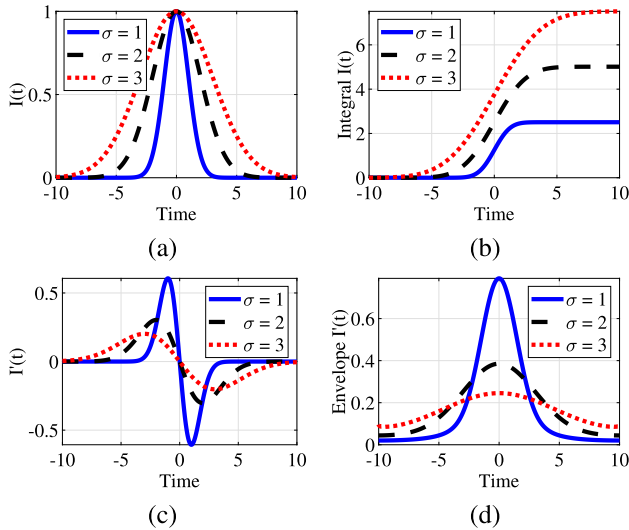 1
0.5
0
I(t)
σ = 1
σ = 2
σ = 3
-10 -5 0 5 10
Time
(a)
6
4
2
0
Integral I(t)
σ = 1
σ = 2
σ = 3
-10 -5 0 5 10
Time
(b)
0.5
0
-0.5
I'(t)
σ = 1
σ = 2
σ = 3
-10 -5 0 5 10
Time
(c)
0.6
0.4
0.2
0
Envelope I'(t)
σ = 1
σ = 2
σ = 3
-10 -5 0 5 10
Time
(d)